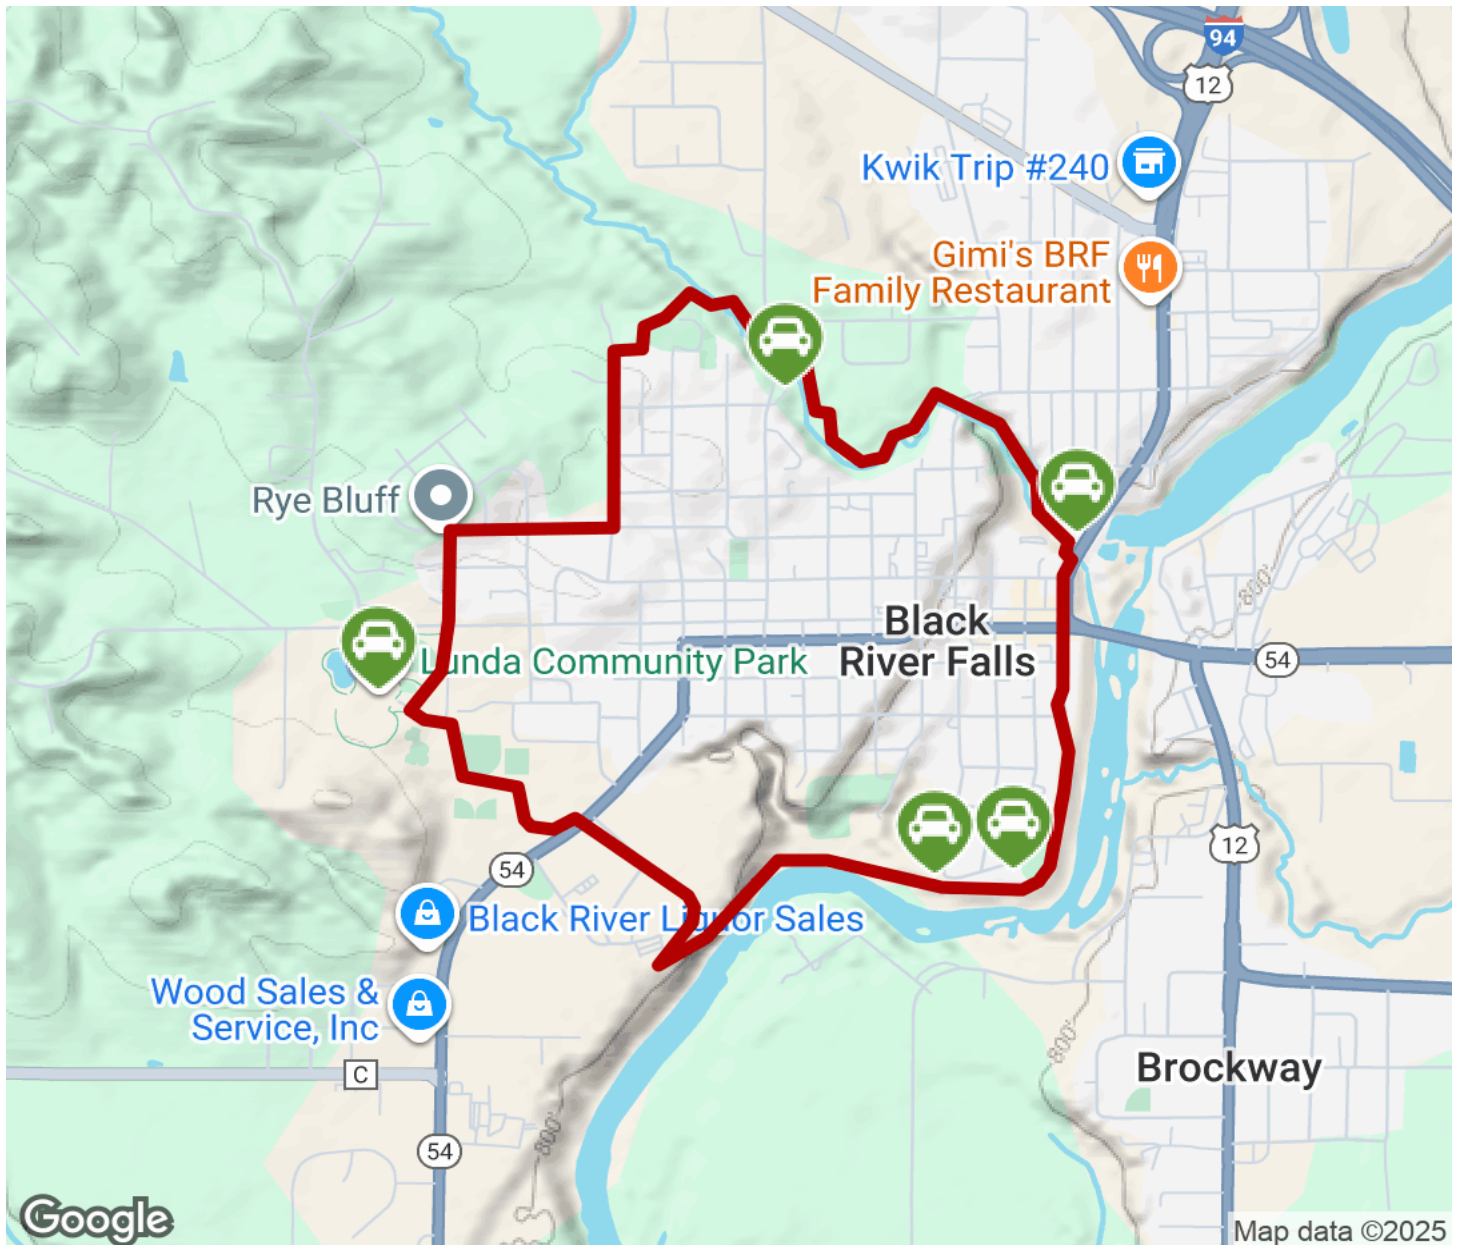 94
12
Kwik Trip #240
Gimi's BRF
Family Restaurant
Rye Bluff
800'
Black
River Falls
Lunda Community Park
54
12
54
Black River Liquor Sales
Wood Sales &
Service, Inc
800'
C
Brockway
800'
54
Google
Map data ©2025